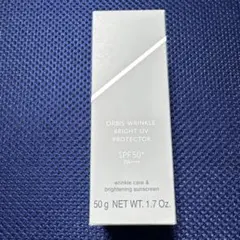 ORBIS WRINKLE
BRIGHT UV
PROTECTOR
SPF50+
wrinkle care &
brightening sunscreen
50 g NET WT. 1.7 Oz.